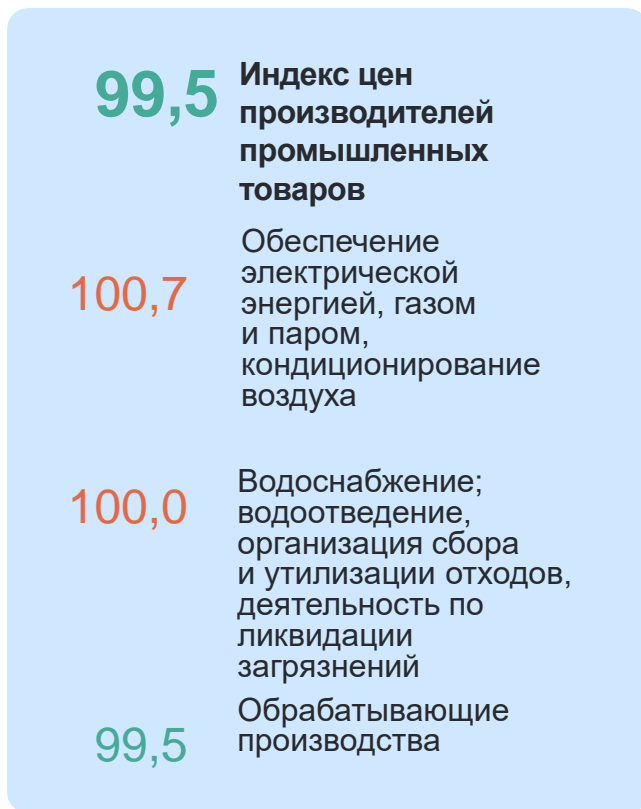 99,5
Индекс цен
производителей
промышленных
товаров
100,7
Обеспечение
электрической
энергией, газом
и паром,
кондиционирование
воздуха
100,0
Водоснабжение;
водоотведение,
организация сбора
и утилизации отходов,
деятельность по
ликвидации
загрязнений
99,5
Обрабатывающие
производства